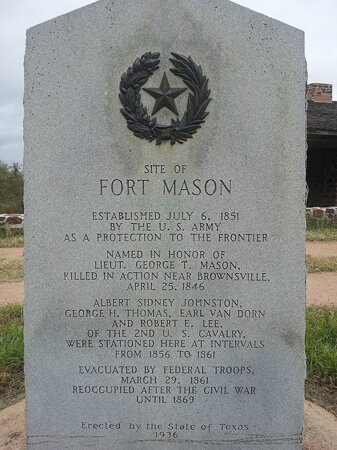 SITE OF
FORT MASON
ESTABLISHED JULY 6, 1851
BY THE U. S. ARMY
AS A PROTECTION TO THE FRONTIER
NAMED IN HONOR OF
LIEUT. GEORGE T. MASON,
KILLED IN ACTION NEAR BROWNSVILLE,
APRIL 25, 1846
ALBERT SIDNEY JOHNSTON,
GEORGE H. THOMAS, EARL VAN DORN
AND ROBERT E. LEE,
OF THE 2ND U. S. CAVALRY,
WERE STATIONED HERE AT INTERVALS
FROM 1856 TO 1861
EVACUATED BY FEDERAL TROOPS,
MARCH 29, 1861
REOCCUPIED AFTER THE CIVIL WAR
UNTIL 1869
Erected by the State of Texas
1936